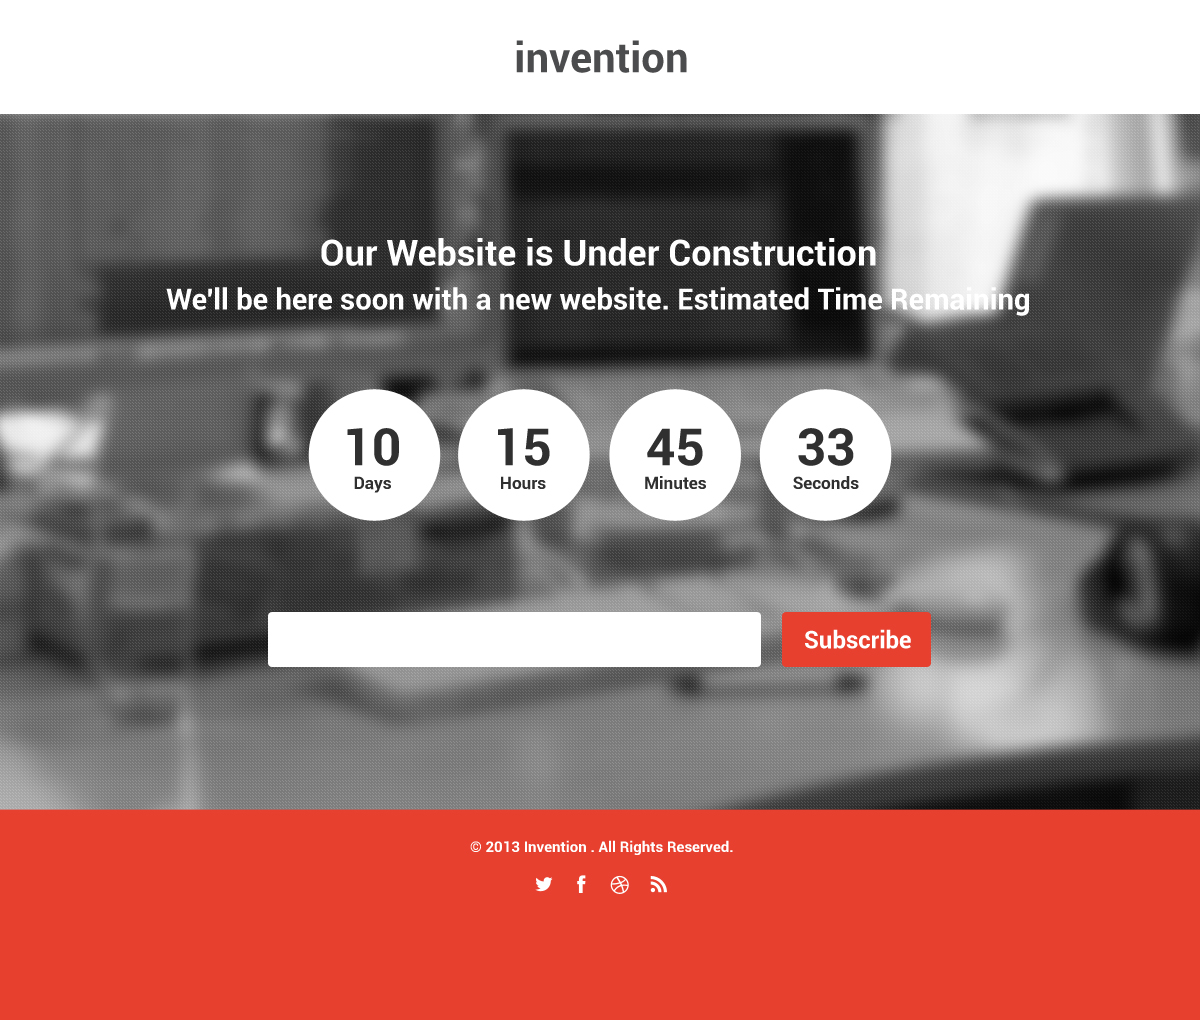 invention
Our Website is Under Construction
We'll be here soon with a new website. Estimated Time Remaining
10 15 45 33
Days Hours Minutes Seconds
Subscribe
© 2013 Invention . All Rights Reserved.